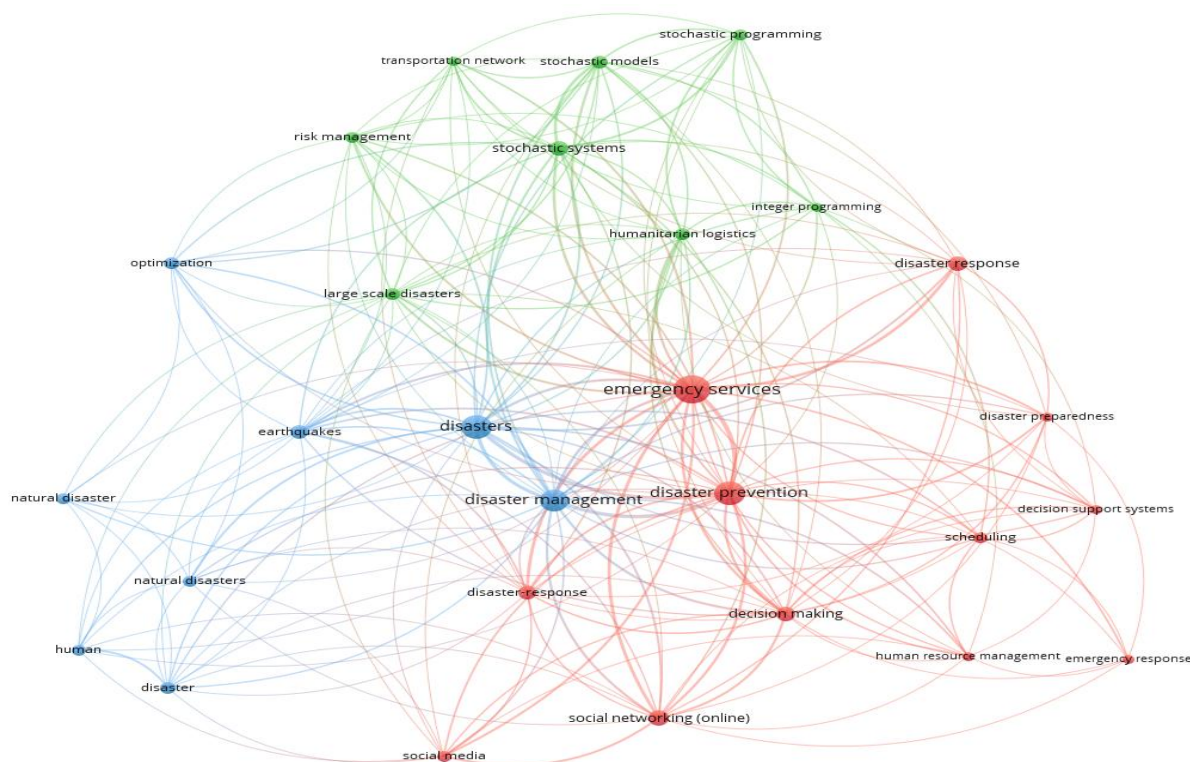 stochastic programming
transportation network
stochastic models
risk management
stochastic systems
integer programming
humanitarian logistics
optimization
disaster response
large scale disasters
emergency services
disaster preparedness
earthquakes
disasters
natural disaster
disaster management
disaster prevention
decision support systems
scheduling
natural disasters
disaster-response
decision making
human
human resource management
emergency response
disaster
social networking (online)
social media